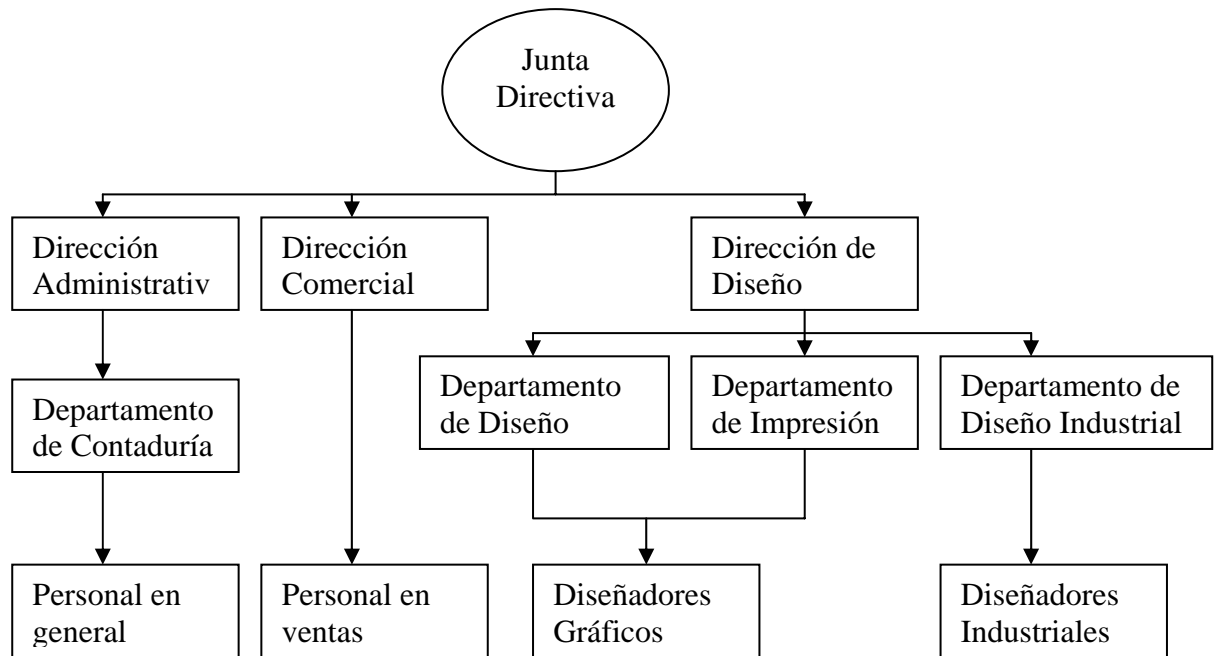 Junta
Directiva
Dirección
Administrativ
Dirección
Comercial
Dirección de
Diseño
Departamento
de Contaduría
Departamento
de Diseño
Departamento
de Impresión
Departamento de
Diseño Industrial
Personal en
general
Personal en
ventas
Diseñadores
Gráficos
Diseñadores
Industriales